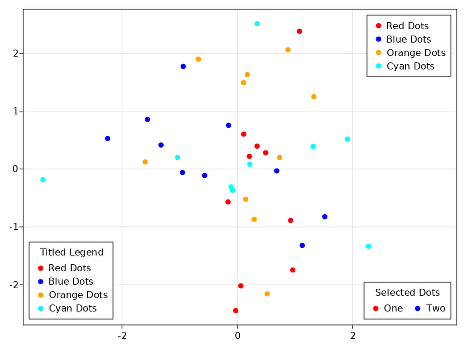 Red Dots
Blue Dots
Orange Dots
Cyan Dots
2
1
0
-1
-2
Titled Legend
Red Dots
Blue Dots
Orange Dots
Cyan Dots
Selected Dots
One Two
-2 0 2